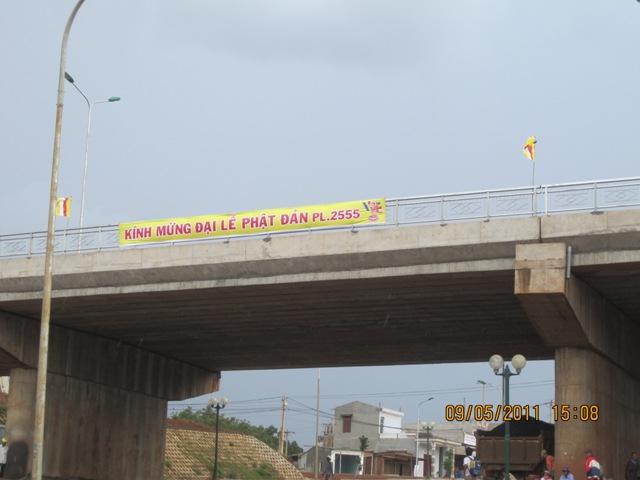 KÍNH MỪNG ĐẠI LỄ PHẬT ĐẢN PL.2555
09/05/2011 15:08